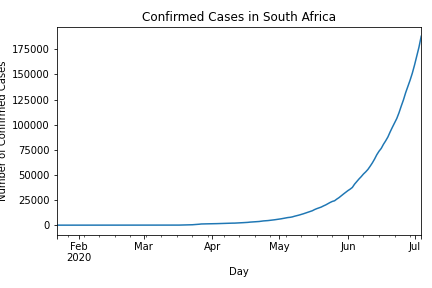 Confirmed Cases in South Africa
Number of Confirmed Cases
175000
150000
125000
100000
75000
50000
25000
0
Feb
2020
Mar
Apr
May
Jun
Jul
Day